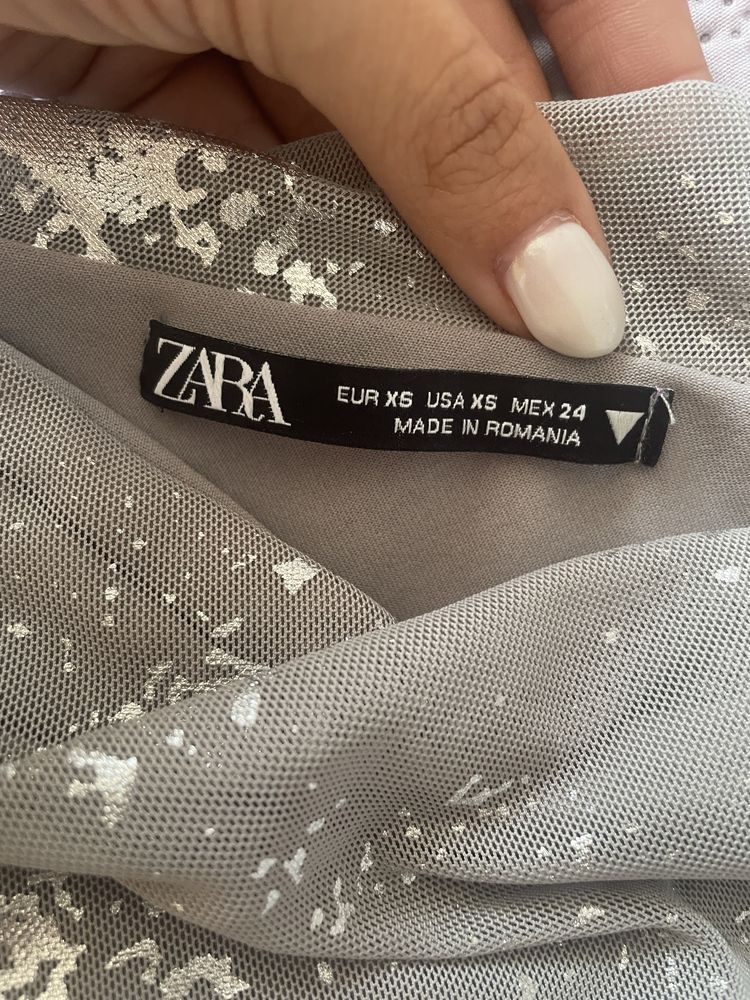 ZARA
EUR XS USA XS MEX 24
MADE IN ROMANIA